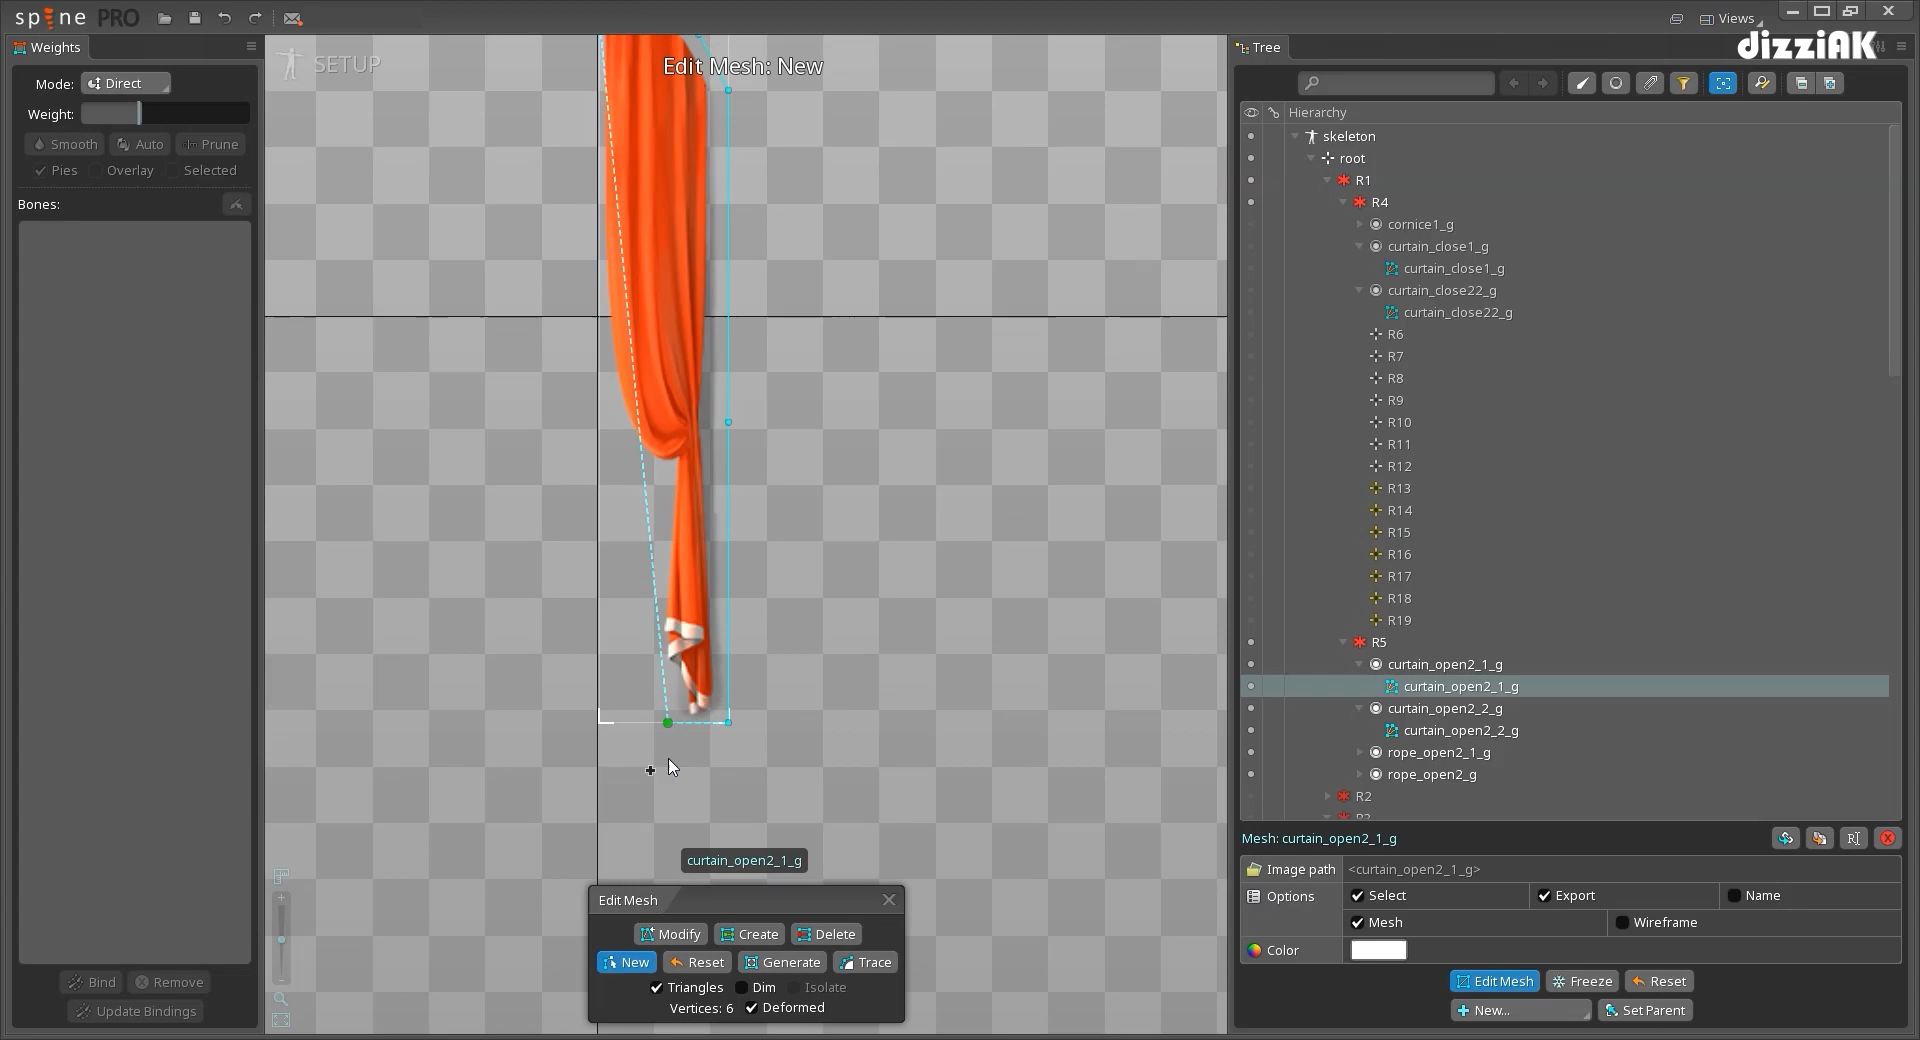 spine PRO
Views
dizziAK
Weights
Mode: Direct
Weight:
Smooth Auto Prune
Pies Overlay Selected
Bones:
Bind Remove
Update Bindings
SETUP
Edit Mesh: New
curtain_open2_1_g
Edit Mesh
Modify Create Delete
New Reset Generate Trace
Triangles Dim Isolate
Vertices: 6 Deformed
Tree
Hierarchy
skeleton
root
R1
R4
cornice1_g
curtain_close1_g
curtain_close1_g
curtain_close22_g
curtain_close22_g
R6
R7
R8
R9
R10
R11
R12
R13
R14
R15
R16
R17
R18
R19
R5
curtain_open2_1_g
curtain_open2_1_g
curtain_open2_2_g
curtain_open2_2_g
rope_open2_1_g
rope_open2_g
R2
Mesh: curtain_open2_1_g
Image path <curtain_open2_1_g>
Options Select Export Name
Mesh Wireframe
Color
Edit Mesh Freeze Reset
New... Set Parent